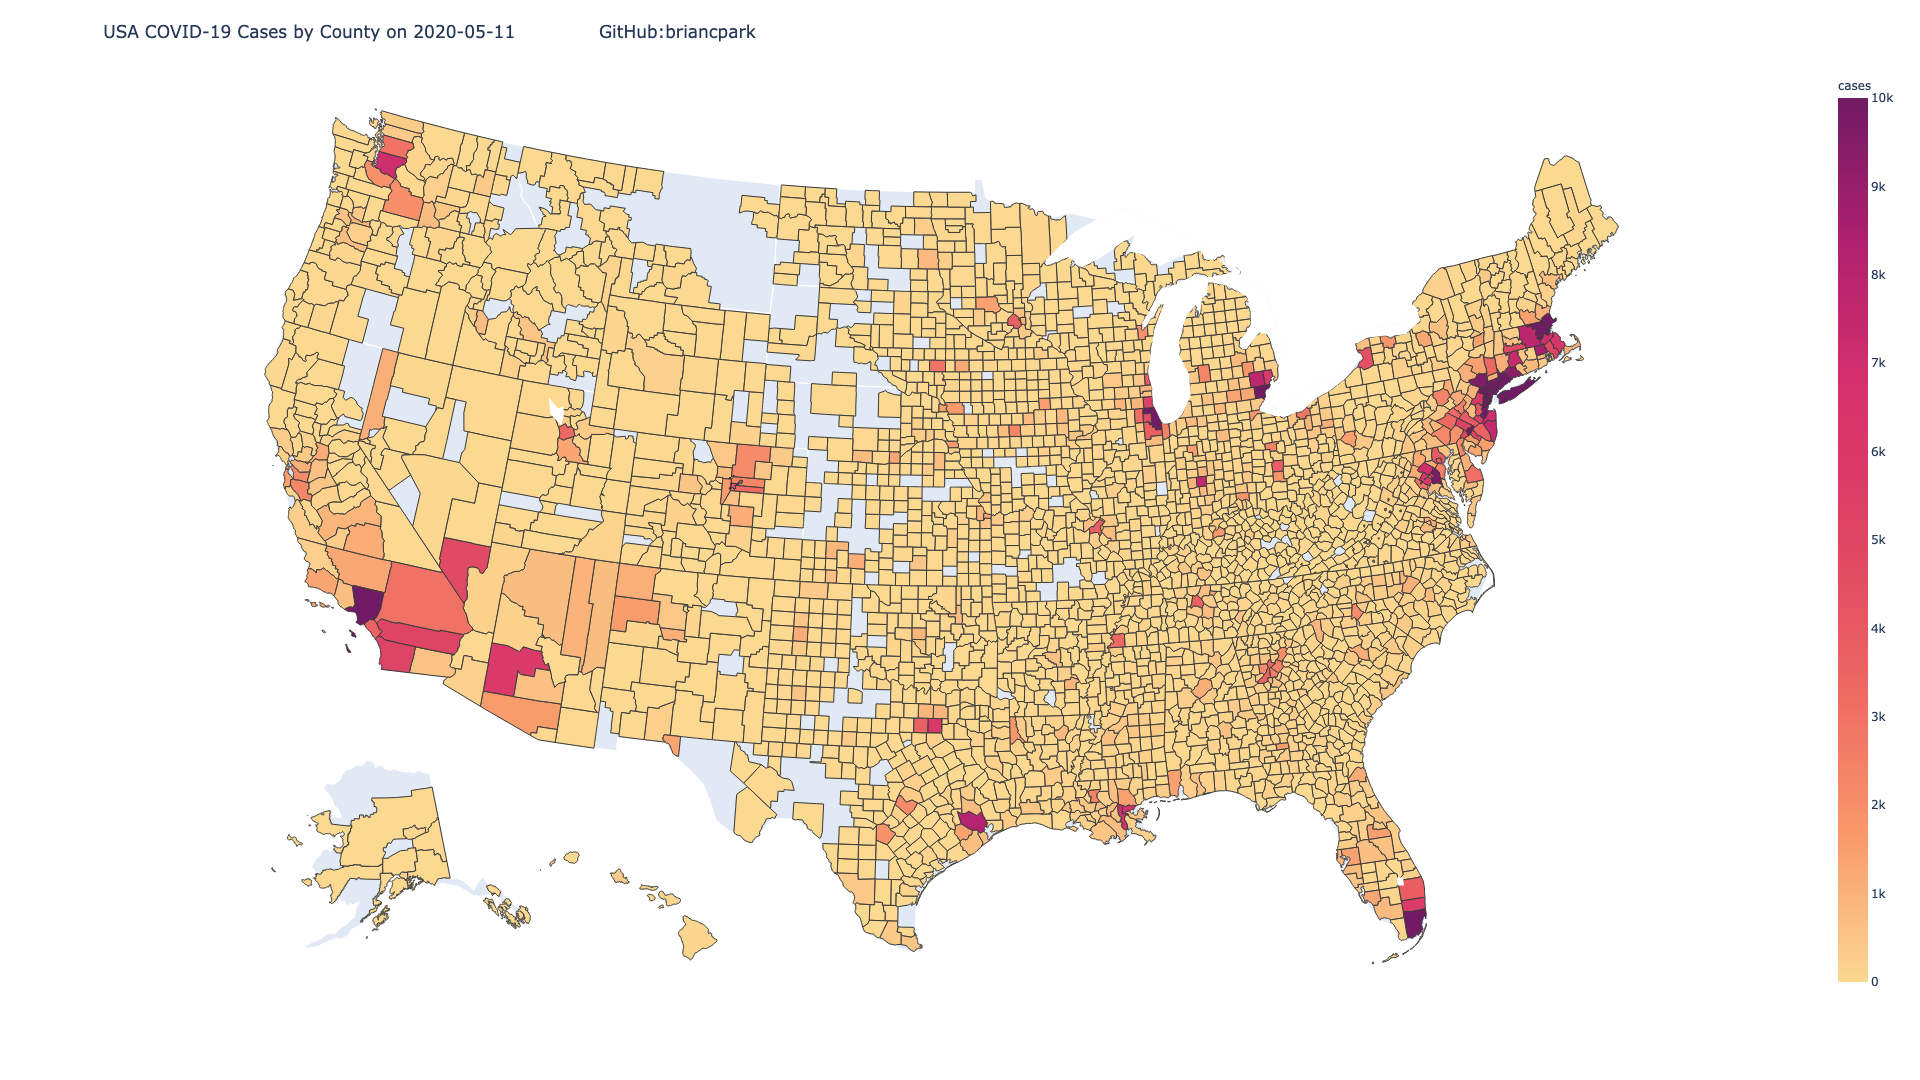 USA COVID-19 Cases by County on 2020-05-11 GitHub:briancpark
cases
10k
9k
8k
7k
6k
5k
4k
3k
2k
1k
0